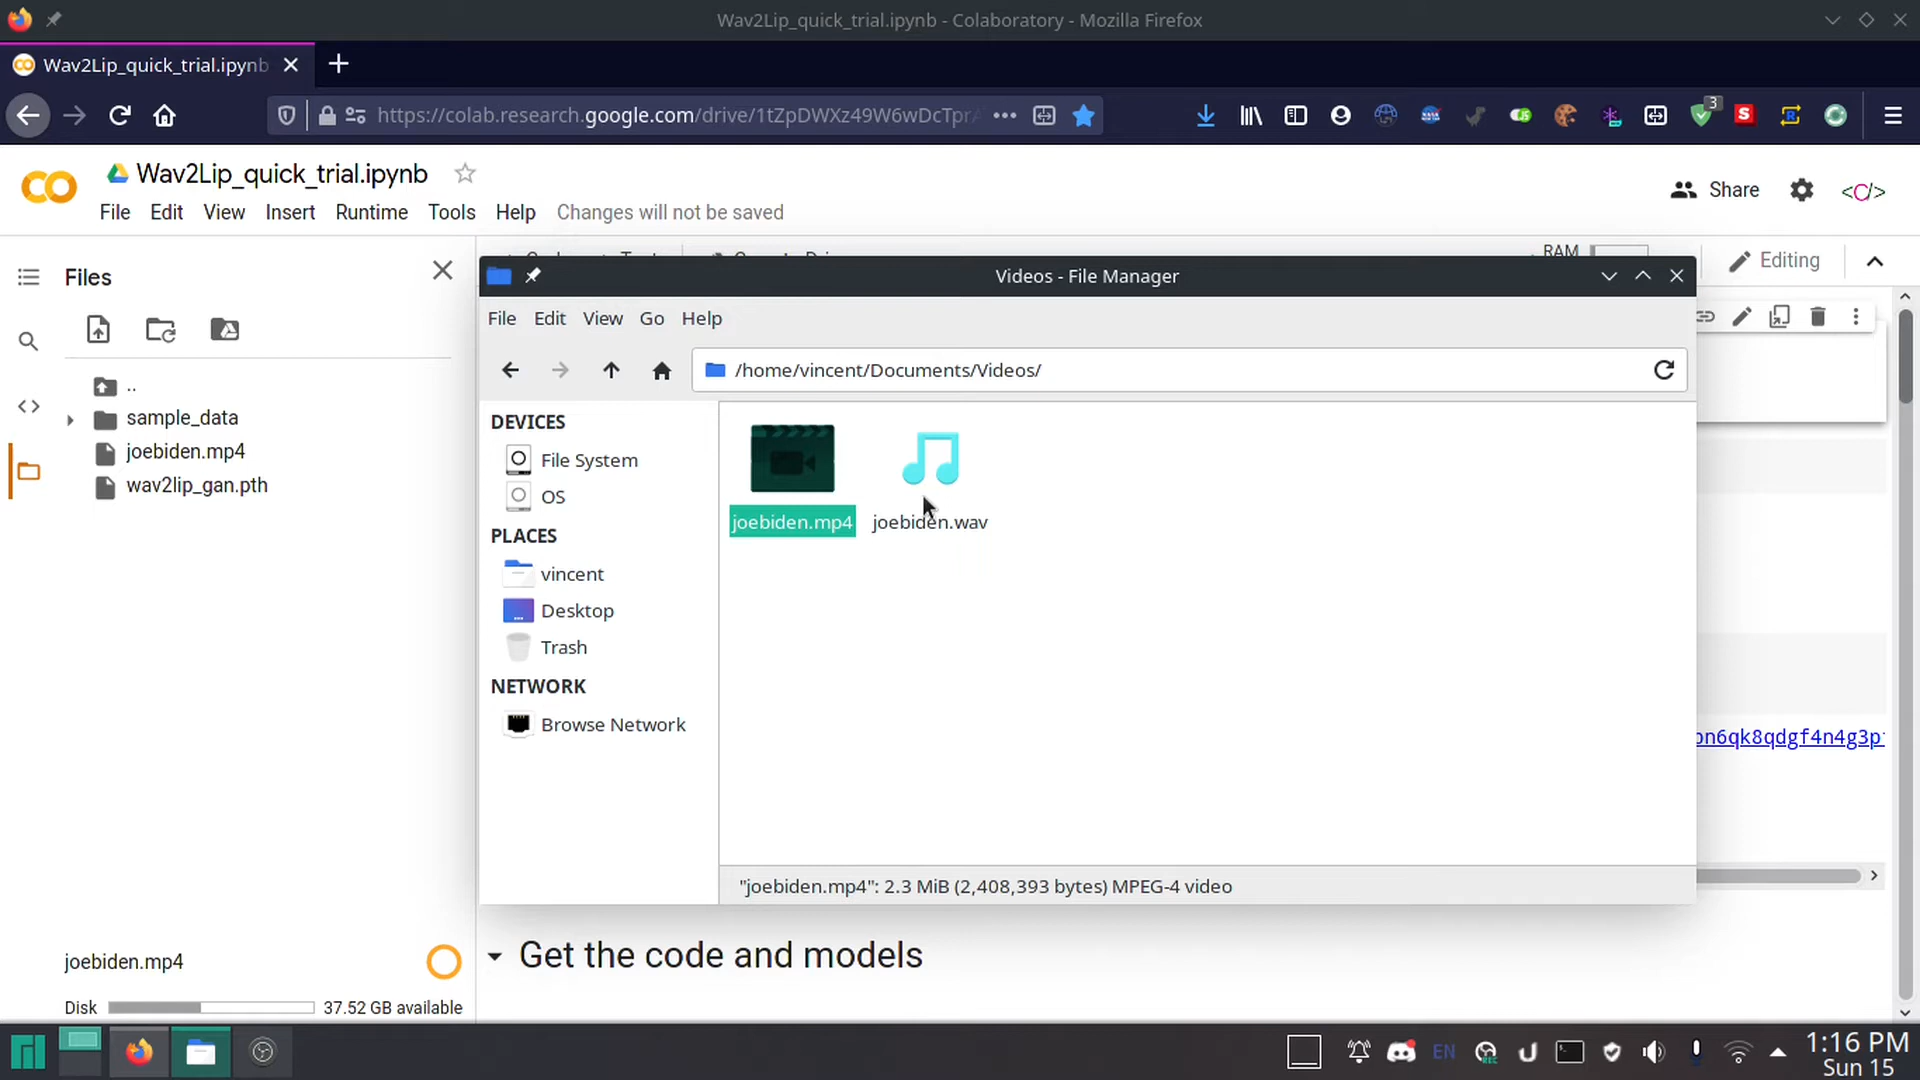 Wav2Lip_quick_trial.ipynb - Colaboratory - Mozilla Firefox
Wav2Lip_quick_trial.ipynb
https://colab.research.google.com/drive/1tZpDWXz49W6wDcTprA
3
S
Wav2Lip_quick_trial.ipynb
File Edit View Insert Runtime Tools Help Changes will not be saved
Share
RAM
Editing
Files
..
sample_data
joebiden.mp4
wav2lip_gan.pth
Videos - File Manager
File Edit View Go Help
/home/vincent/Documents/Videos/
DEVICES
File System
OS
PLACES
vincent
Desktop
Trash
NETWORK
Browse Network
joebiden.mp4
joebiden.wav
"joebiden.mp4": 2.3 MiB (2,408,393 bytes) MPEG-4 video
Get the code and models
joebiden.mp4
Disk 37.52 GB available
EN
1:16 PM
Sun 15